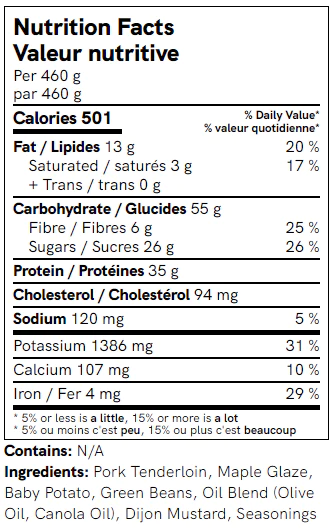 Nutrition Facts
Valeur nutritive
Per 460 g
par 460 g
Calories 501
% Daily Value*
% valeur quotidienne*
Fat / Lipides 13 g 20 %
Saturated / saturés 3 g 17 %
+ Trans / trans 0 g
Carbohydrate / Glucides 55 g
Fibre / Fibres 6 g 25 %
Sugars / Sucres 26 g 26 %
Protein / Protéines 35 g
Cholesterol / Cholestérol 94 mg
Sodium 120 mg 5 %
Potassium 1386 mg 31 %
Calcium 107 mg 10 %
Iron / Fer 4 mg 29 %
* 5% or less is a little, 15% or more is a lot
* 5% ou moins c'est peu, 15% ou plus c'est beaucoup
Contains: N/A
Ingredients: Pork Tenderloin, Maple Glaze,
Baby Potato, Green Beans, Oil Blend (Olive
Oil, Canola Oil), Dijon Mustard, Seasonings